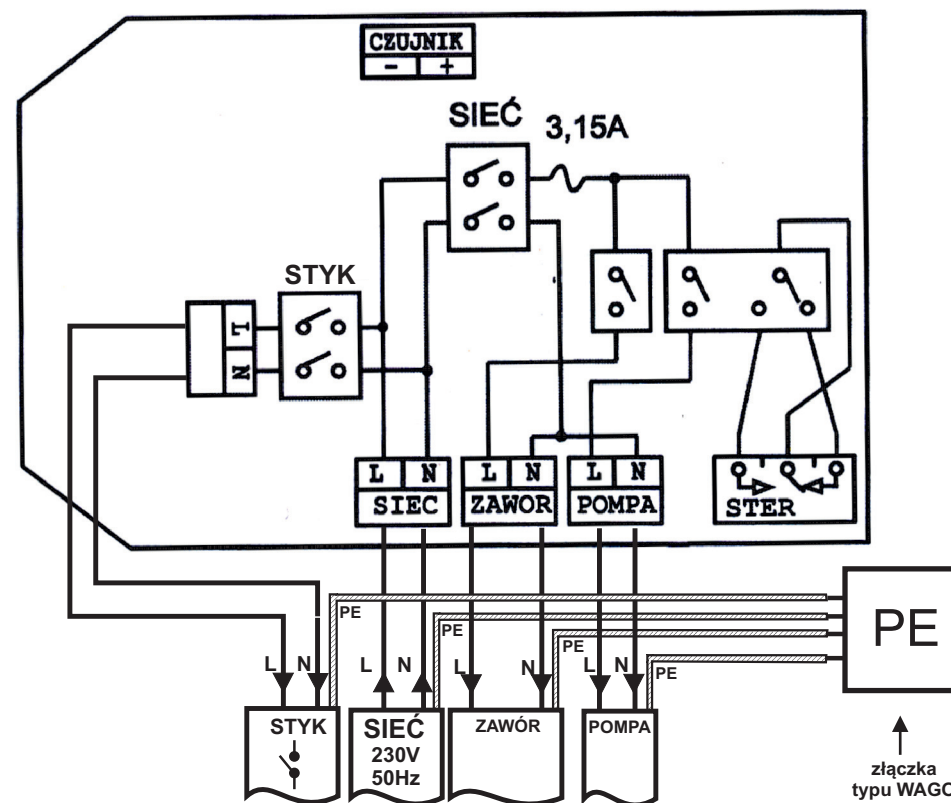 CZUJNIK
- +
SIEĆ 3,15A
STYK
L
N
L N L N L N
SIEC ZAWOR POMPA STER
PE
PE
PE
PE
PE
L N L N L N L N
STYK SIEĆ ZAWÓR POMPA
230V
50Hz
złączka
typu WAGO